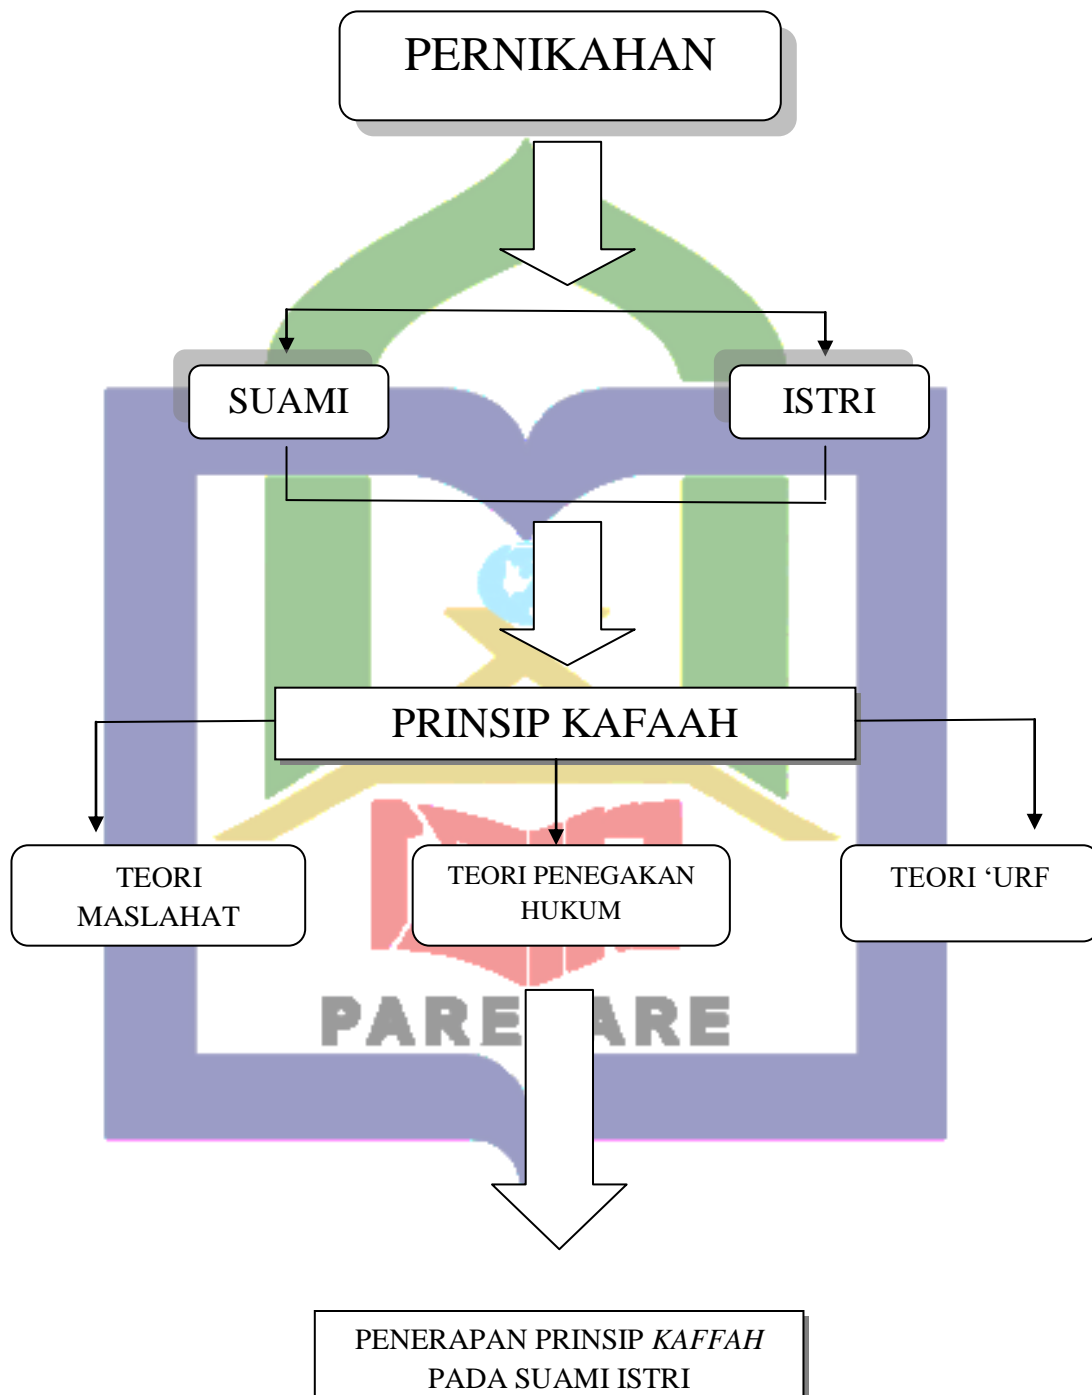 PERNIKAHAN
SUAMI
ISTRI
PRINSIP KAFAAH
TEORI
MASLAHAT
TEORI PENEGAKAN
HUKUM
TEORI ‘URF
PARE ARE
PENERAPAN PRINSIP KAFFAH
PADA SUAMI ISTRI